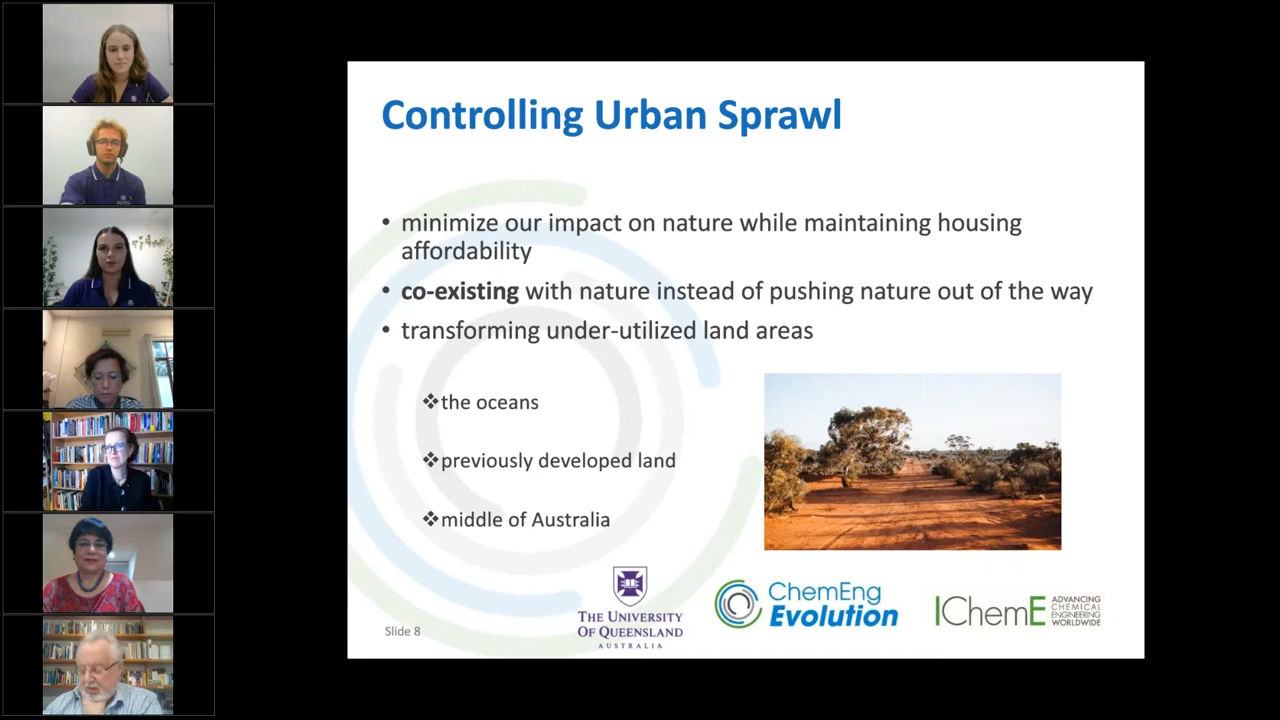 Controlling Urban Sprawl
• minimize our impact on nature while maintaining housing
affordability
• co-existing with nature instead of pushing nature out of the way
• transforming under-utilized land areas
❖the oceans
❖previously developed land
❖middle of Australia
Slide 8
THE UNIVERSITY
OF QUEENSLAND
AUSTRALIA
ChemEng
Evolution
IChemE
ADVANCING
CHEMICAL
ENGINEERING
WORLDWIDE